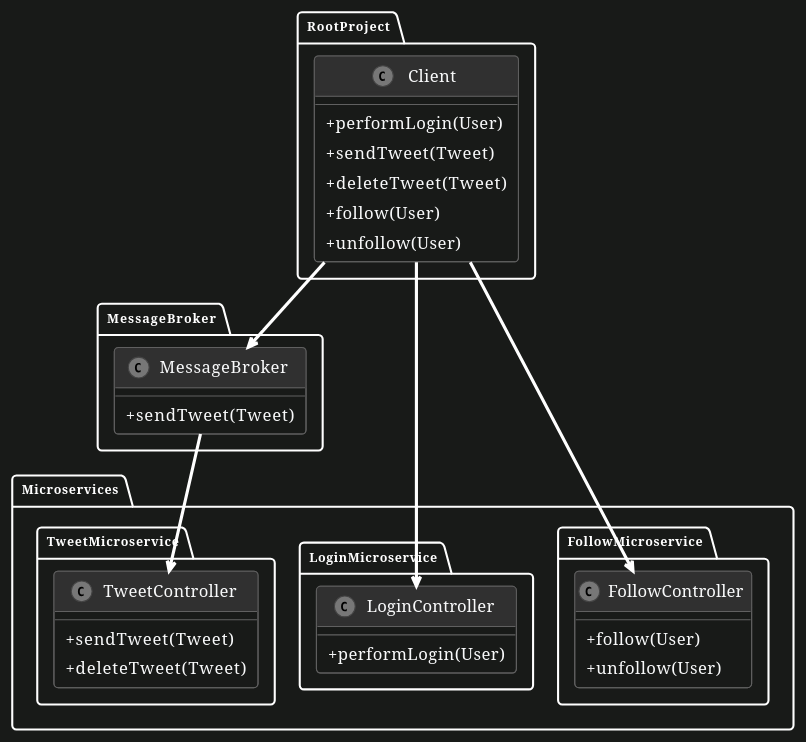 RootProject
C Client
+performLogin(User)
+sendTweet(Tweet)
+deleteTweet(Tweet)
+follow(User)
+unfollow(User)
MessageBroker
C MessageBroker
+sendTweet(Tweet)
Microservices
TweetMicroservice
C TweetController
+sendTweet(Tweet)
+deleteTweet(Tweet)
LoginMicroservice
C LoginController
+performLogin(User)
FollowMicroservice
C FollowController
+follow(User)
+unfollow(User)